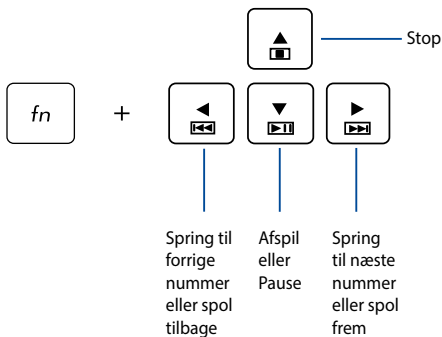 Stop
fn +
Spring til
forrige
nummer
eller spol
tilbage
Afspil
eller
Pause
Spring
til næste
nummer
eller spol
frem